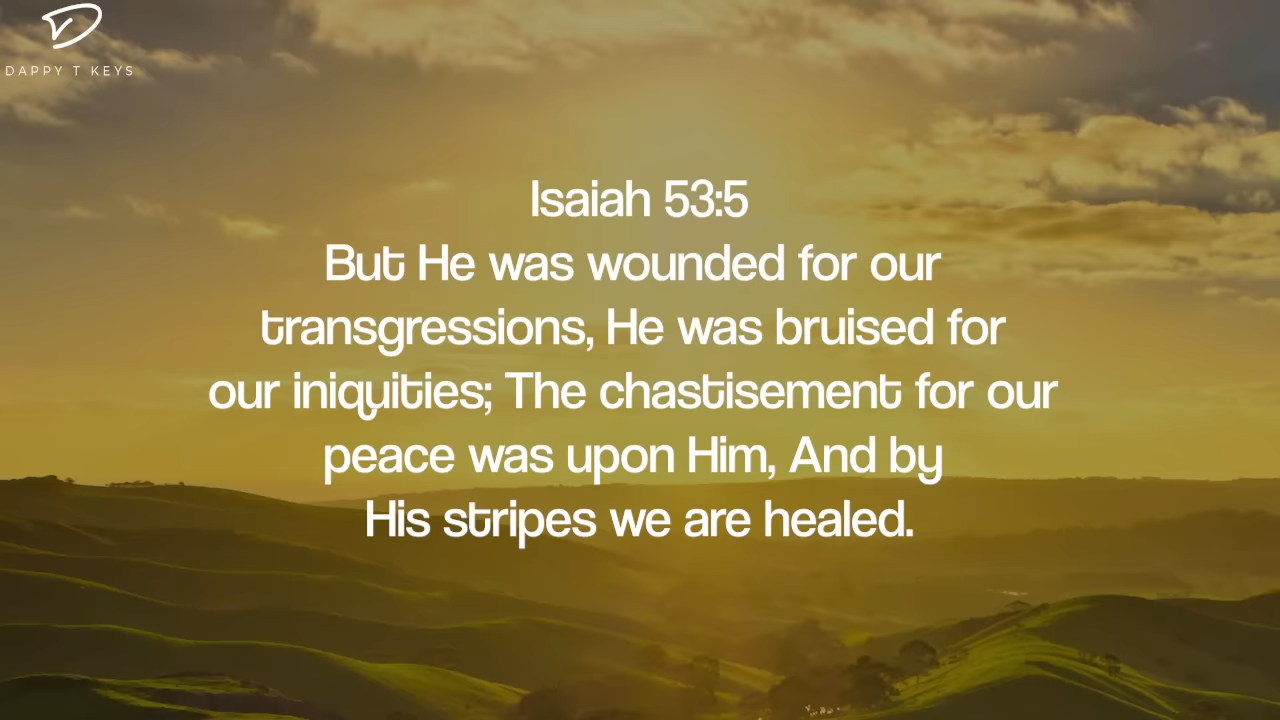 DAPPY T KEYS
Isaiah 53:5
But He was wounded for our
transgressions, He was bruised for
our iniquities; The chastisement for our
peace was upon Him, And by
His stripes we are healed.